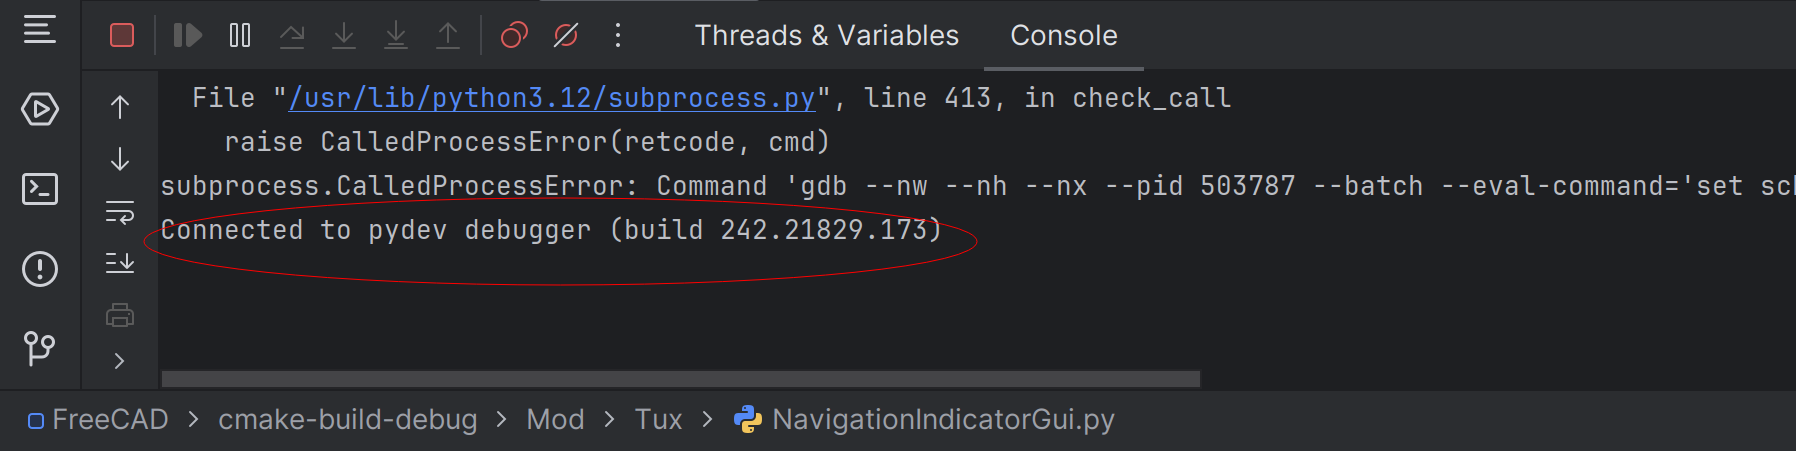 Threads & Variables Console
File "/usr/lib/python3.12/subprocess.py", line 413, in check_call
raise CalledProcessError(retcode, cmd)
subprocess.CalledProcessError: Command 'gdb --nw --nh --nx --pid 503787 --batch --eval-command='set
Connected to pydev debugger (build 242.21829.173)
FreeCAD > cmake-build-debug > Mod > Tux > NavigationIndicatorGui.py